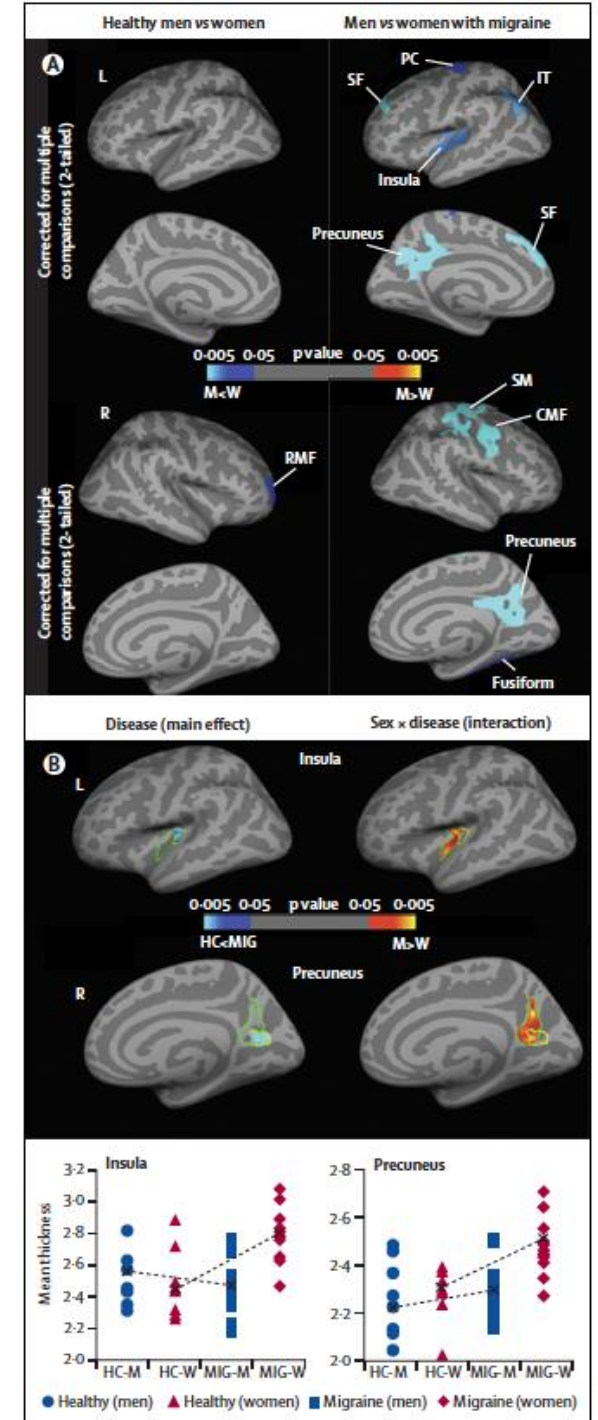 Healthy men vs women
Men vs women with migraine
A
L
PC
SF
IT
Insula
Corrected for multiple
comparisons (2-tailed)
Precuneus
SF
0·005 0·05 p value 0·05 0·005
M<W
M>W
R
SM
CMF
RMF
Corrected for multiple
comparisons (2- tailed)
Precuneus
Fusiform
Disease (main effect)
Sex × disease (interaction)
B
Insula
L
0·005 0·05 p value 0·05 0·005
HC<MIG
M>W
Precuneus
R
Insula
Mean thickness
3·2
3·0
2·8
2·6
2·4
2·2
2·0
HC-M
HC-W
MIG-M
MIG-W
Precuneus
2·8
2·6
2·4
2·2
2·0
HC-M
HC-W
MIG-M
MIG-W
Healthy (men)
Healthy (women)
Migraine (men)
Migraine (women)